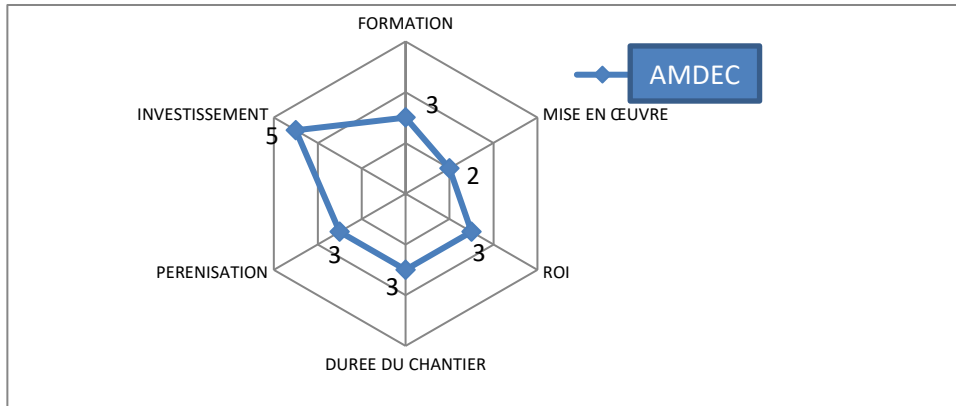 FORMATION
AMDEC
INVESTISSEMENT
3
MISE EN ŒUVRE
5
2
3
3
PERENISATION
3
ROI
DUREE DU CHANTIER